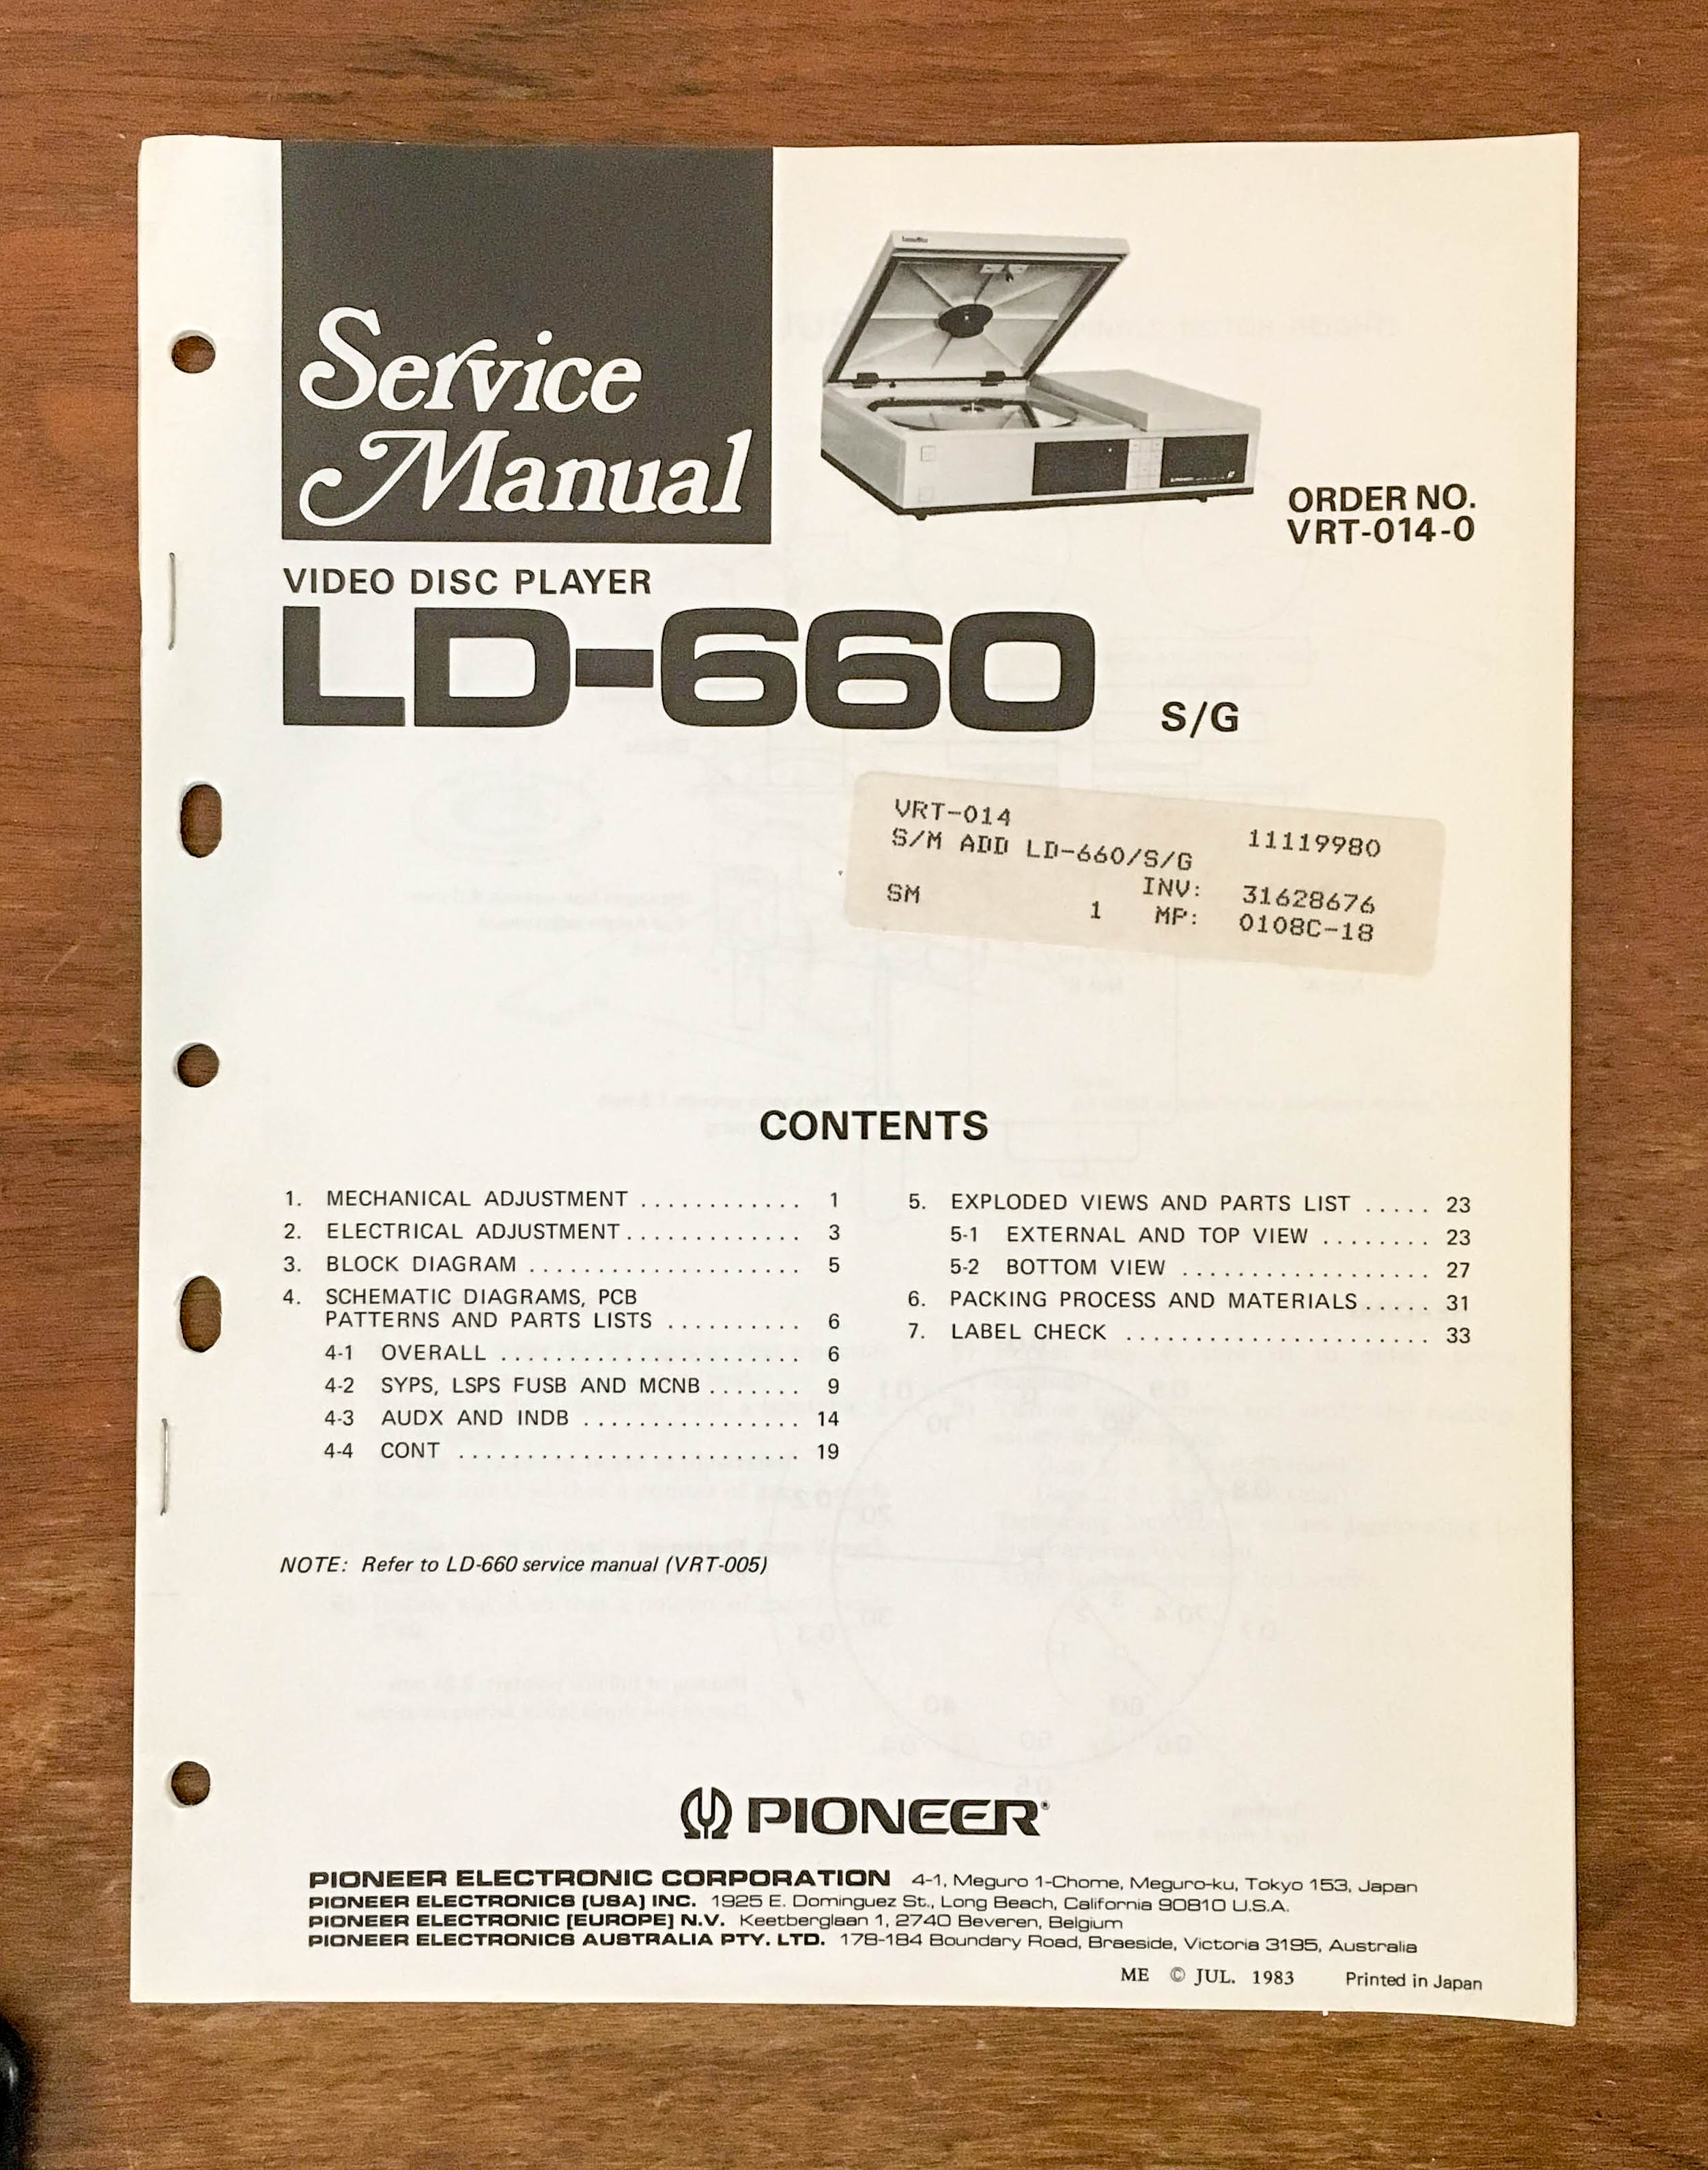 Service
Manual
ORDER NO.
VRT-014-0
VIDEO DISC PLAYER
LD-660 S/G
VRT-014 11119980
S/M ADD LD-660/S/G
INV: 31628676
SM 1 MP: 0108C-18
CONTENTS
1. MECHANICAL ADJUSTMENT ............ 1
2. ELECTRICAL ADJUSTMENT ............. 3
3. BLOCK DIAGRAM .................... 5
4. SCHEMATIC DIAGRAMS, PCB
PATTERNS AND PARTS LISTS .......... 6
4-1 OVERALL ....................... 6
4-2 SYPS, LSPS FUSB AND MCNB ....... 9
4-3 AUDX AND INDB ................. 14
4-4 CONT .......................... 19
5. EXPLODED VIEWS AND PARTS LIST ..... 23
5-1 EXTERNAL AND TOP VIEW ........ 23
5-2 BOTTOM VIEW ................... 27
6. PACKING PROCESS AND MATERIALS ..... 31
7. LABEL CHECK ....................... 33
NOTE: Refer to LD-660 service manual (VRT-005)
PIONEER®
PIONEER ELECTRONIC CORPORATION 4-1, Meguro 1-Chome, Meguro-ku, Tokyo 153, Japan
PIONEER ELECTRONICS [USA] INC. 1925 E. Dominguez St., Long Beach, California 90810 U.S.A.
PIONEER ELECTRONIC [EUROPE] N.V. Keetberglaan 1, 2740 Beveren, Belgium
PIONEER ELECTRONICS AUSTRALIA PTY. LTD. 178-184 Boundary Road, Braeside, Victoria 3195, Australia
ME © JUL. 1983 Printed in Japan